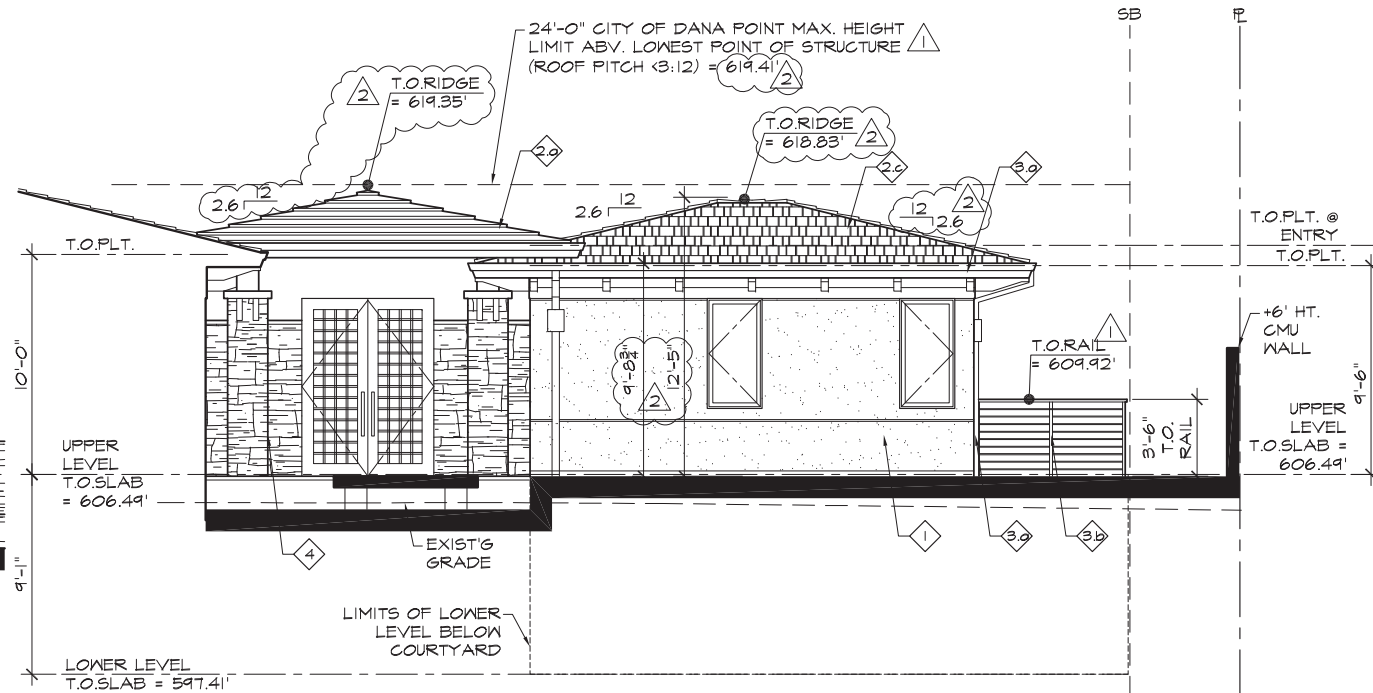 SB
PL
24'-0" CITY OF DANA POINT MAX. HEIGHT
LIMIT ABV. LOWEST POINT OF STRUCTURE 1
(ROOF PITCH <3:12) = 619.41' 2
2
T.O.RIDGE
= 619.35'
T.O.RIDGE
= 618.83' 2
2.a
2.c
3.a
12
2.6
12
2.6
2
12
2.6
T.O.PLT.
T.O.PLT. @
ENTRY
T.O.PLT.
+6' HT.
CMU
WALL
1
T.O.RAIL
= 609.92'
10'-0"
9'-8 3/4"
2
12'-5"
9'-6"
3'-6"
T.O.
RAIL
UPPER
LEVEL
T.O.SLAB
= 606.49'
UPPER
LEVEL
T.O.SLAB =
606.49'
4
EXIST'G
GRADE
1
3.a
3.b
9'-1"
LIMITS OF LOWER
LEVEL BELOW
COURTYARD
LOWER LEVEL
T.O.SLAB = 597.41'